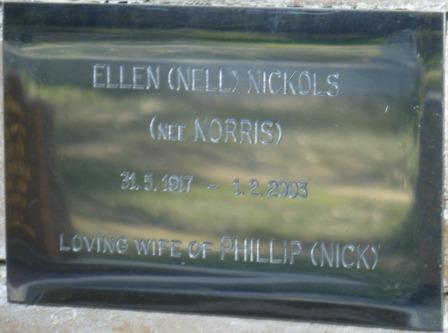 ELLEN (NELL) NICKOLS
(NEE NORRIS)
31.5.1917 - 1.2.2003
LOVING WIFE OF PHILLIP (NICK)